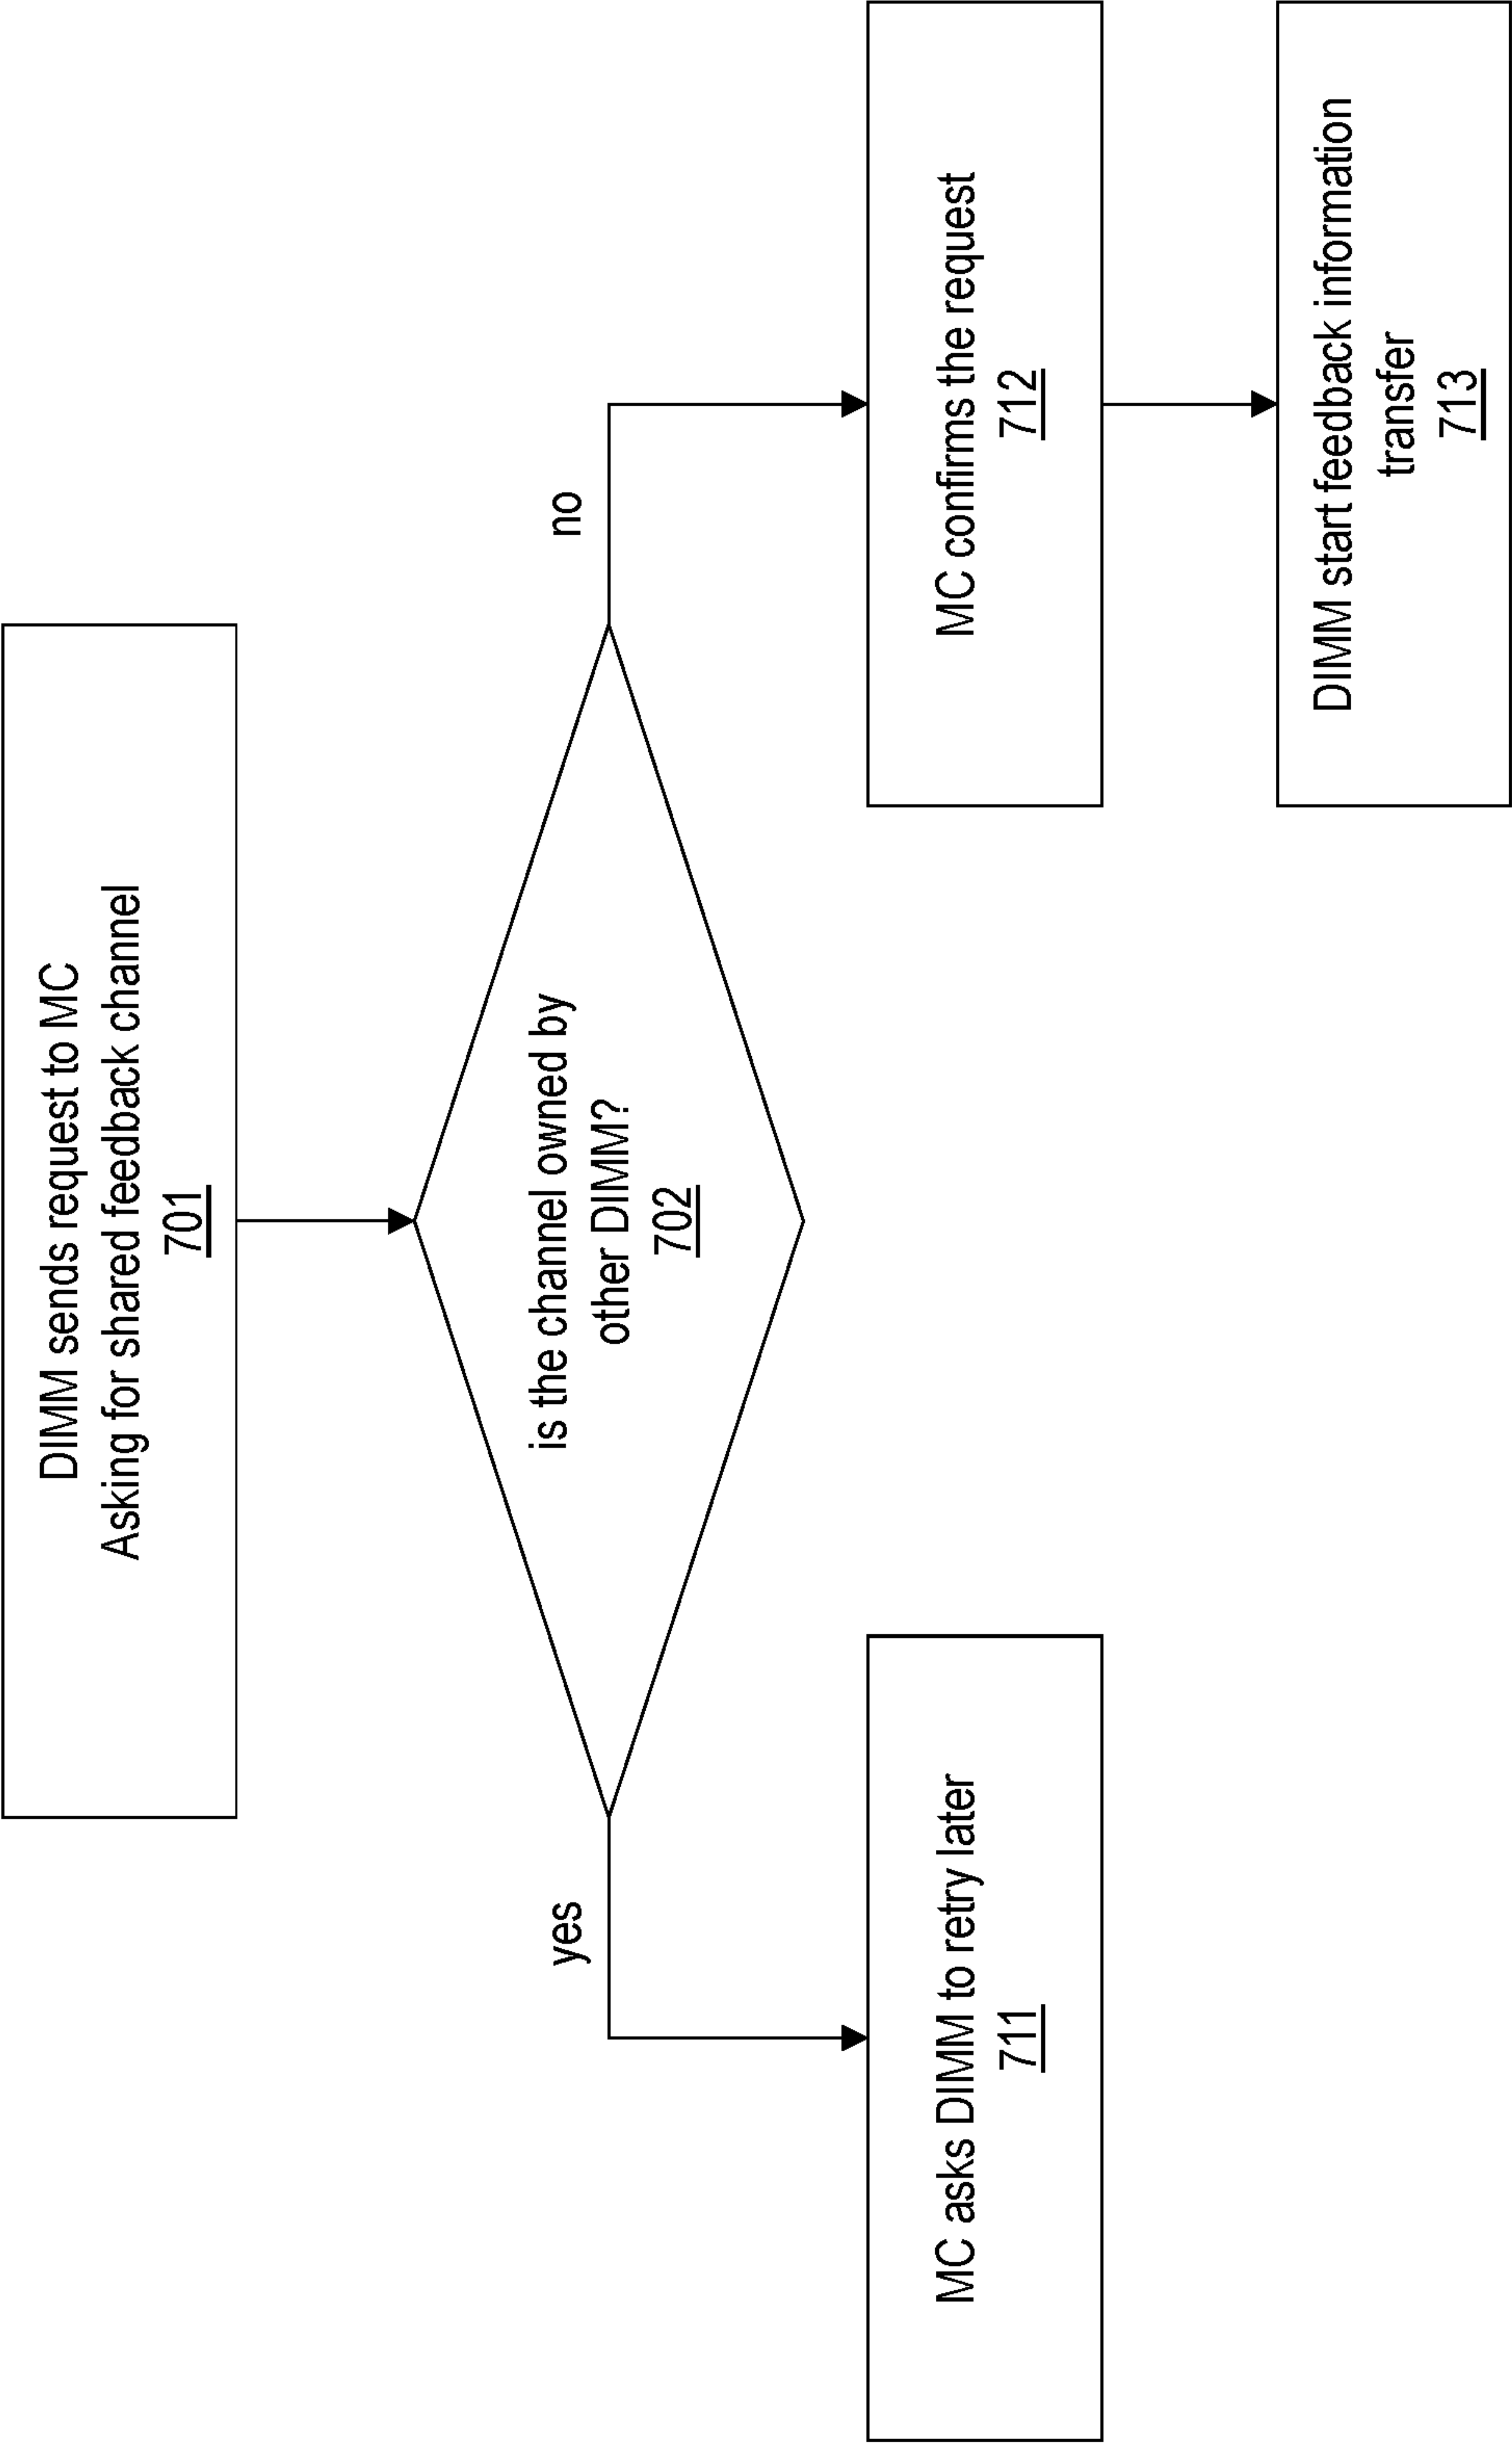 DIMM sends request to MC
Asking for shared feedback channel
701
is the channel owned by
other DIMM?
702
yes
no
MC asks DIMM to retry later
711
MC confirms the request
712
DIMM start feedback information
transfer
713